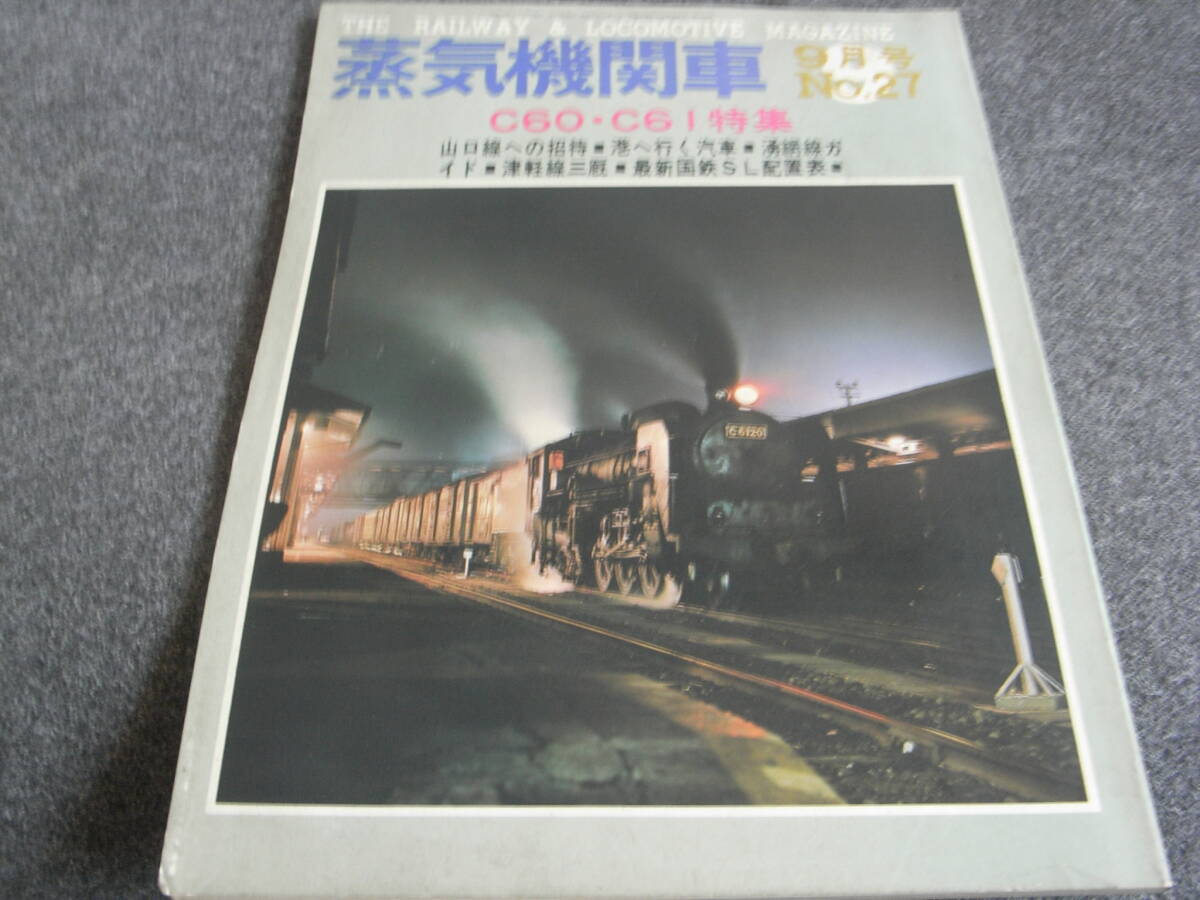 THE RAILWAY & LOCOMOTIVE MAGAZINE
蒸気機関車
9月号
No.27
C60・C61特集
山口線への招待■港へ行く汽車■湧網線ガ
イド■津軽線三厩■最新国鉄SL配置表■
C6120